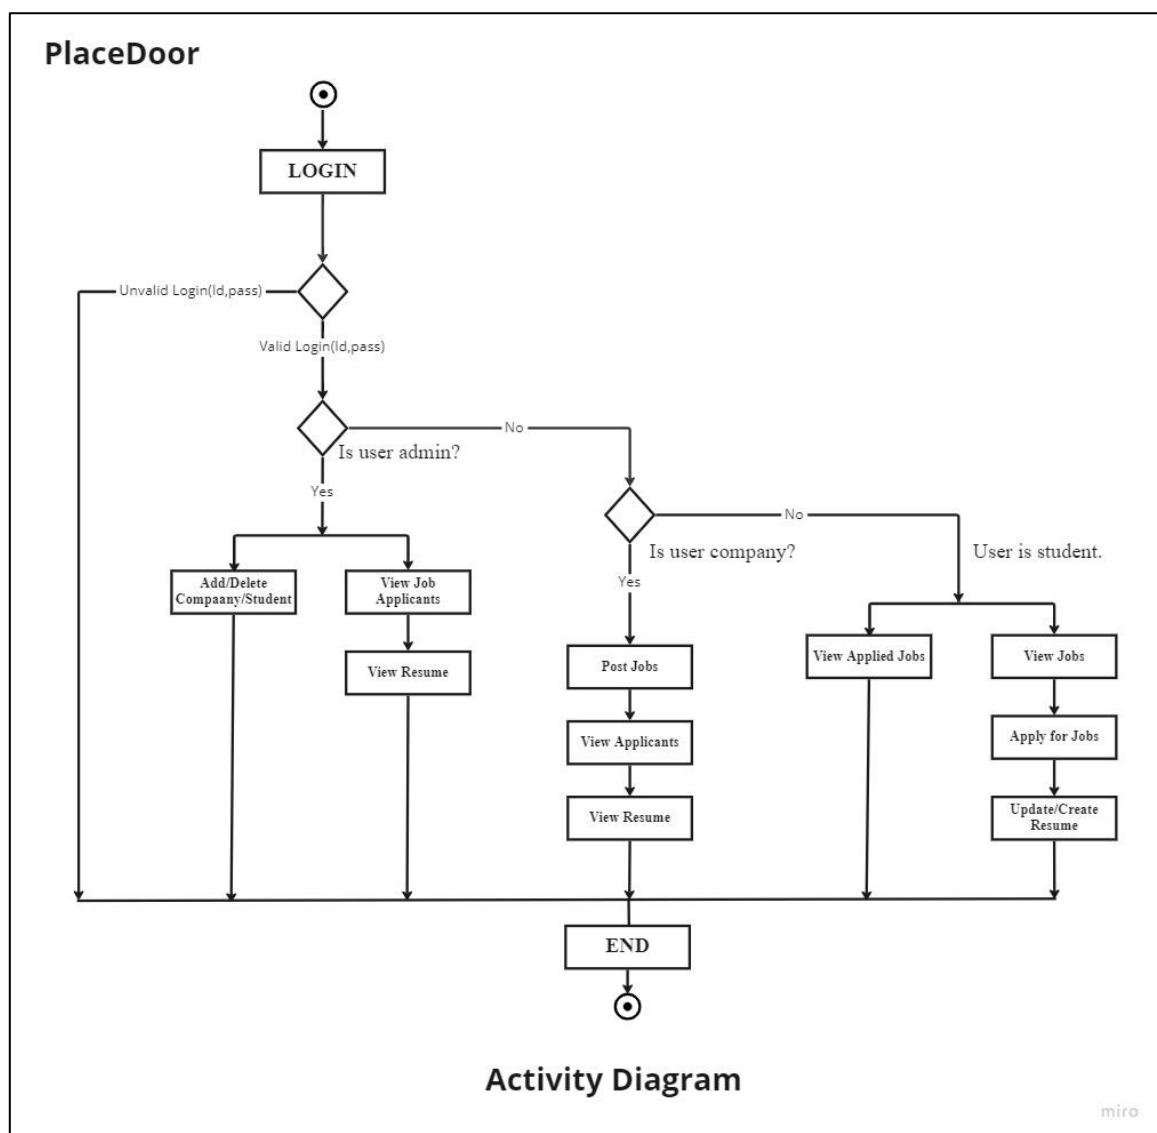 PlaceDoor
LOGIN
Unvalid Login(Id,pass)
Valid Login(Id,pass)
No
Is user admin?
Yes
No
Is user company?
User is student.
Yes
Add/Delete
Compaany/Student
View Job
Applicants
View Resume
Post Jobs
View Applicants
View Resume
View Applied Jobs
View Jobs
Apply for Jobs
Update/Create
Resume
END
Activity Diagram
miro